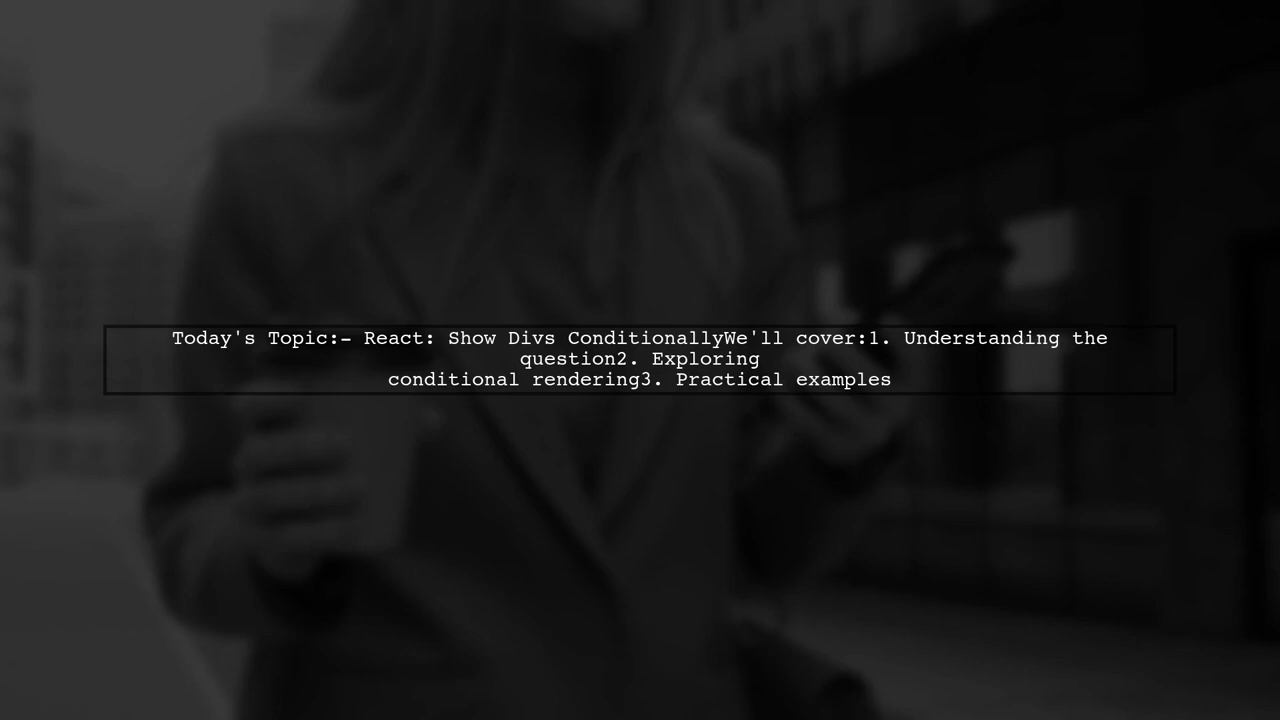 Today's Topic:- React: Show Divs ConditionallyWe'll cover:1. Understanding the
question2. Exploring
conditional rendering3. Practical examples